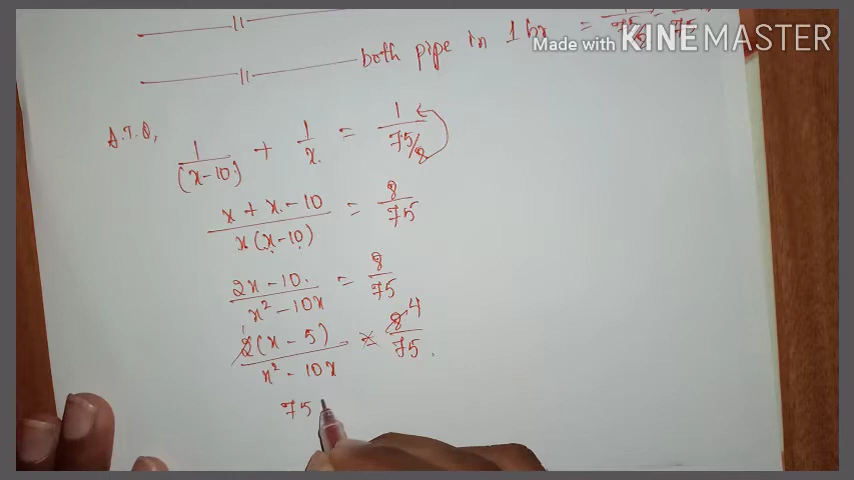 Made with KINEMASTER
both pipe in 1 hr =
A.T.Q, 1/(x-10) + 1/x = 1/(75/8)
x + x - 10 / x(x-10) = 8/75
2x - 10 / x² - 10x = 8/75
2(x - 5) / x² - 10x = 8 4/75
75